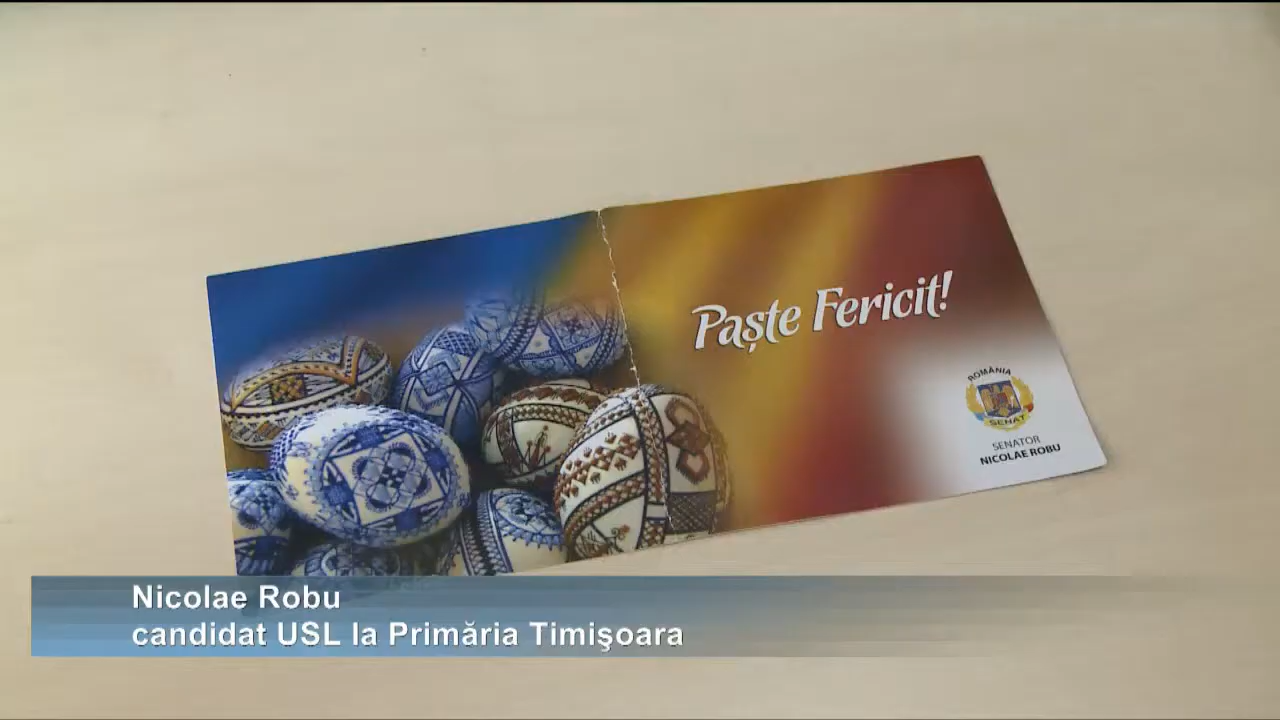 Paște Fericit!
ROMÂNIA
SENAT
SENATOR
NICOLAE ROBU
Nicolae Robu
candidat USL la Primăria Timişoara